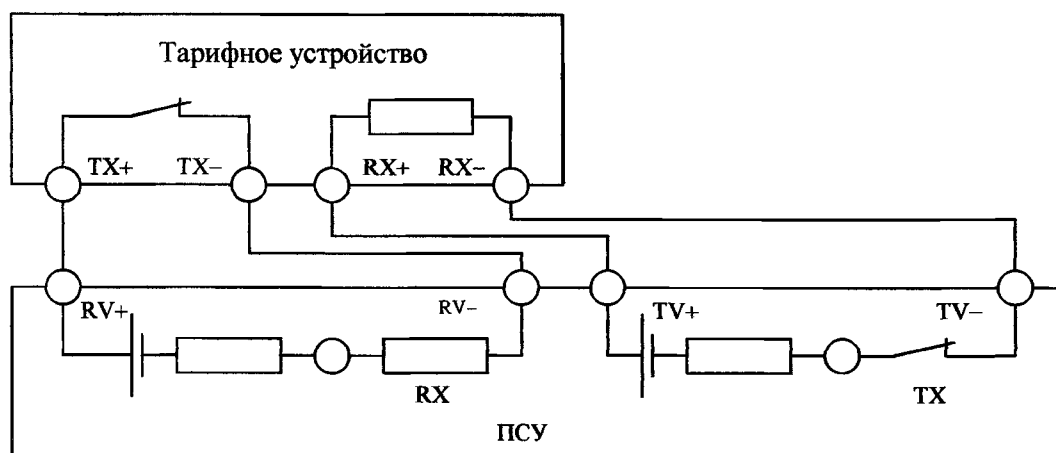 Тарифное устройство
TX+ TX− RX+ RX−
RV+ RV− TV+ TV−
RX TX
ПСУ